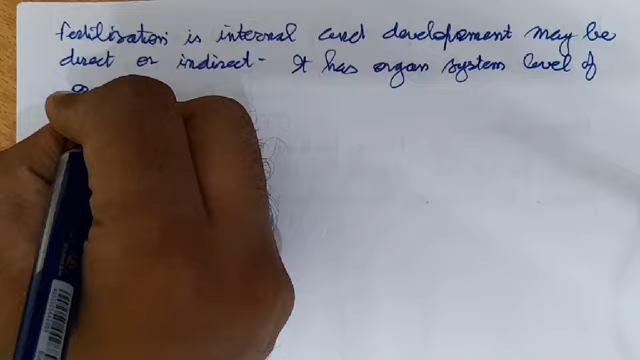 fertilisation is internal and development may be
direct or indirect- It has organ system level of